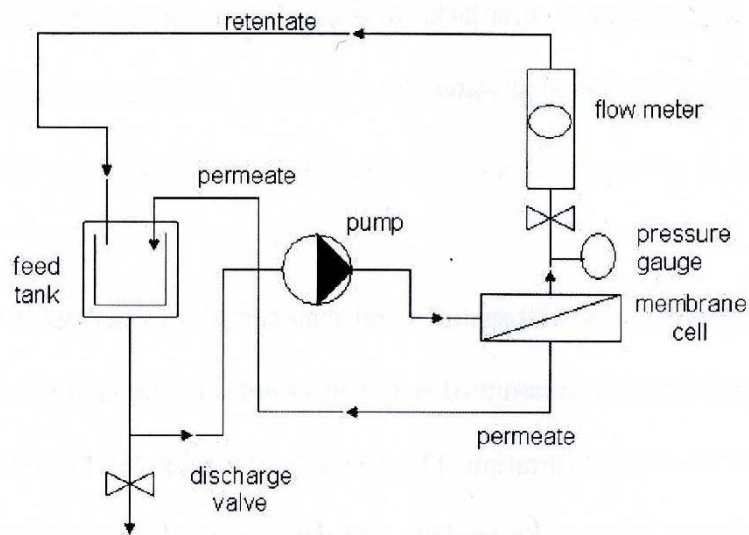 retentate
flow meter
permeate
pump
pressure
gauge
feed
tank
membrane
cell
permeate
discharge
valve